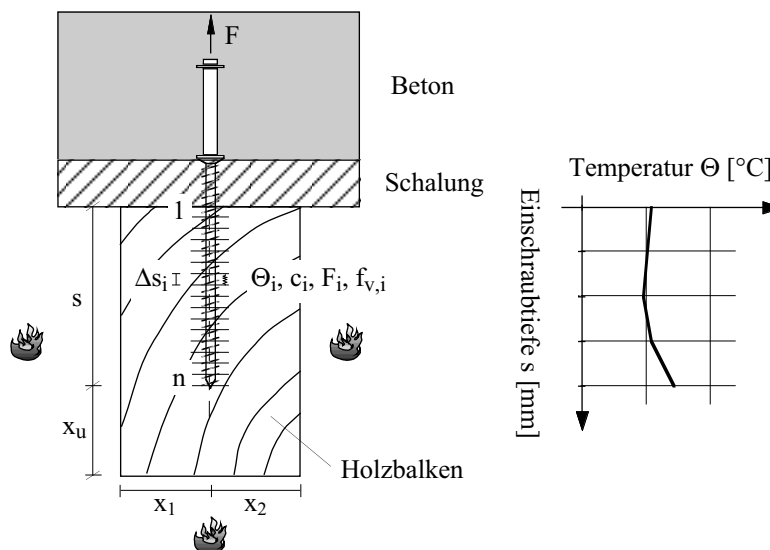 F
Beton
Schalung
1
Δsᵢ
Θᵢ, cᵢ, Fᵢ, f_v,i
s
n
xᵤ
Holzbalken
x₁
x₂
Temperatur Θ [°C]
Einschraubtiefe s [mm]